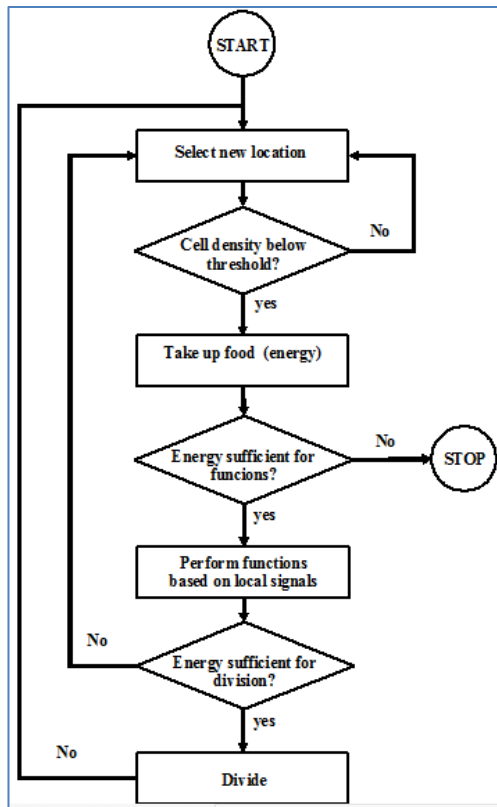 START
Select new location
Cell density below
threshold?
No
yes
Take up food (energy)
Energy sufficient for
funcions?
No
STOP
yes
Perform functions
based on local signals
No
Energy sufficient for
division?
yes
No
Divide